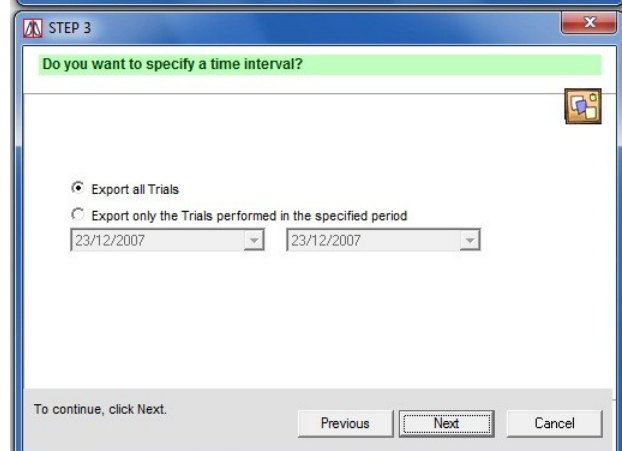 STEP 3
Do you want to specify a time interval?
Export all Trials
Export only the Trials performed in the specified period
23/12/2007 23/12/2007
To continue, click Next.
Previous Next Cancel